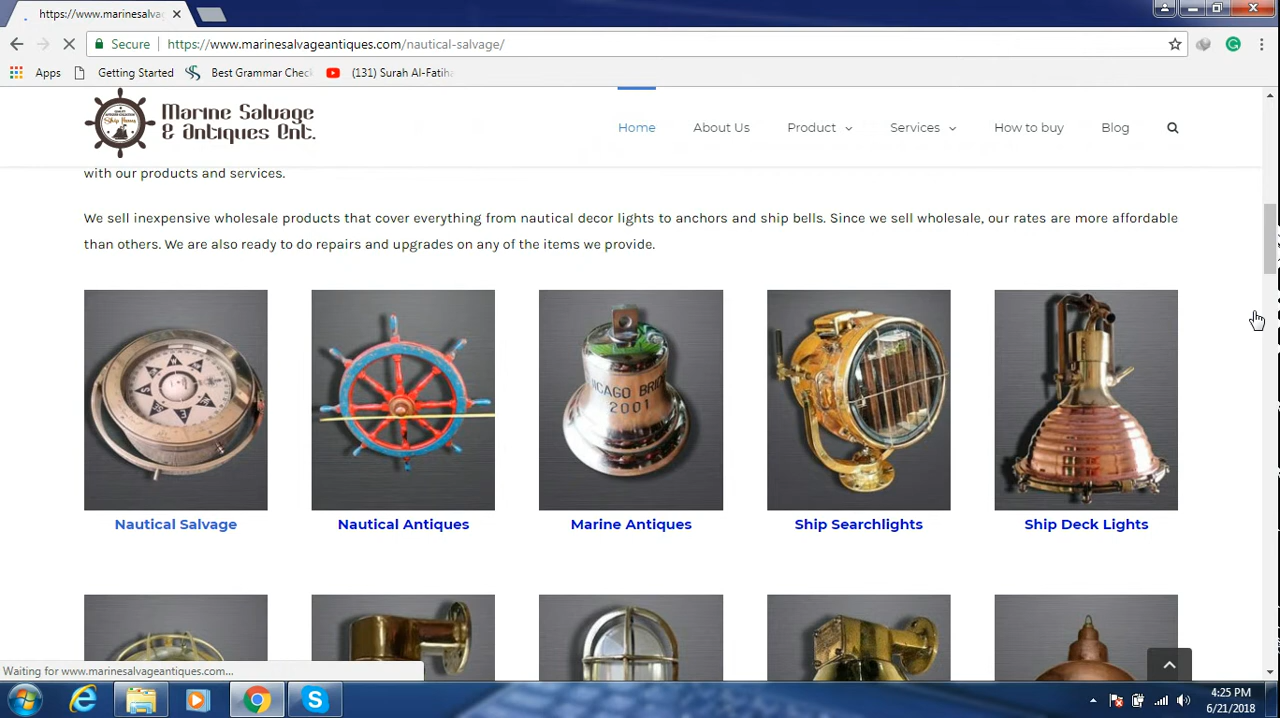 https://www.marinesalva
Secure
https://www.marinesalvageantiques.com/nautical-salvage/
Apps
Getting Started
Best Grammar Chec
(131) Surah Al-Fatih
Marine Salvage
& Antiques Ent.
Home
About Us
Product
Services
How to buy
Blog
with our products and services.
We sell inexpensive wholesale products that cover everything from nautical decor lights to anchors and ship bells. Since we sell wholesale, our rates are more affordable
than others. We are also ready to do repairs and upgrades on any of the items we provide.
ICAGO BRID
2001
Nautical Salvage
Nautical Antiques
Marine Antiques
Ship Searchlights
Ship Deck Lights
Waiting for www.marinesalvageantiques.com...
4:25 PM
6/21/2018